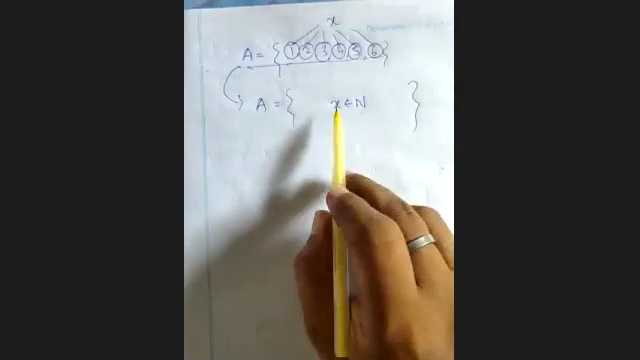 x
A = { 1 2 3 4 5 . 6 }
A = { x ∈ N }